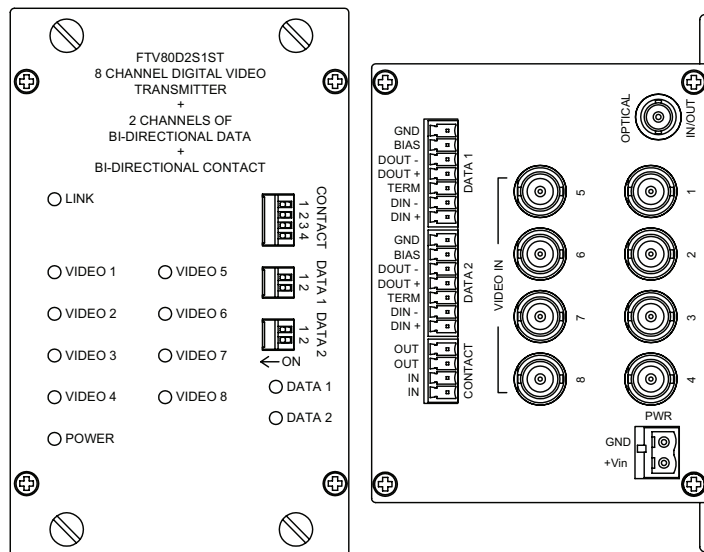 FTV80D2S1ST
8 CHANNEL DIGITAL VIDEO
TRANSMITTER
+
2 CHANNELS OF
BI-DIRECTIONAL DATA
+
BI-DIRECTIONAL CONTACT
LINK
CONTACT
1
2
3
4
VIDEO 1
VIDEO 5
DATA 1
1
2
VIDEO 2
VIDEO 6
DATA 2
1
2
VIDEO 3
VIDEO 7
←ON
VIDEO 4
VIDEO 8
DATA 1
DATA 2
POWER
OPTICAL
IN/OUT
GND
BIAS
DOUT -
DOUT +
TERM
DIN -
DIN +
DATA 1
GND
BIAS
DOUT -
DOUT +
TERM
DIN -
DIN +
DATA 2
OUT
OUT
IN
IN
CONTACT
VIDEO IN
5
6
7
8
1
2
3
4
PWR
GND
+Vin